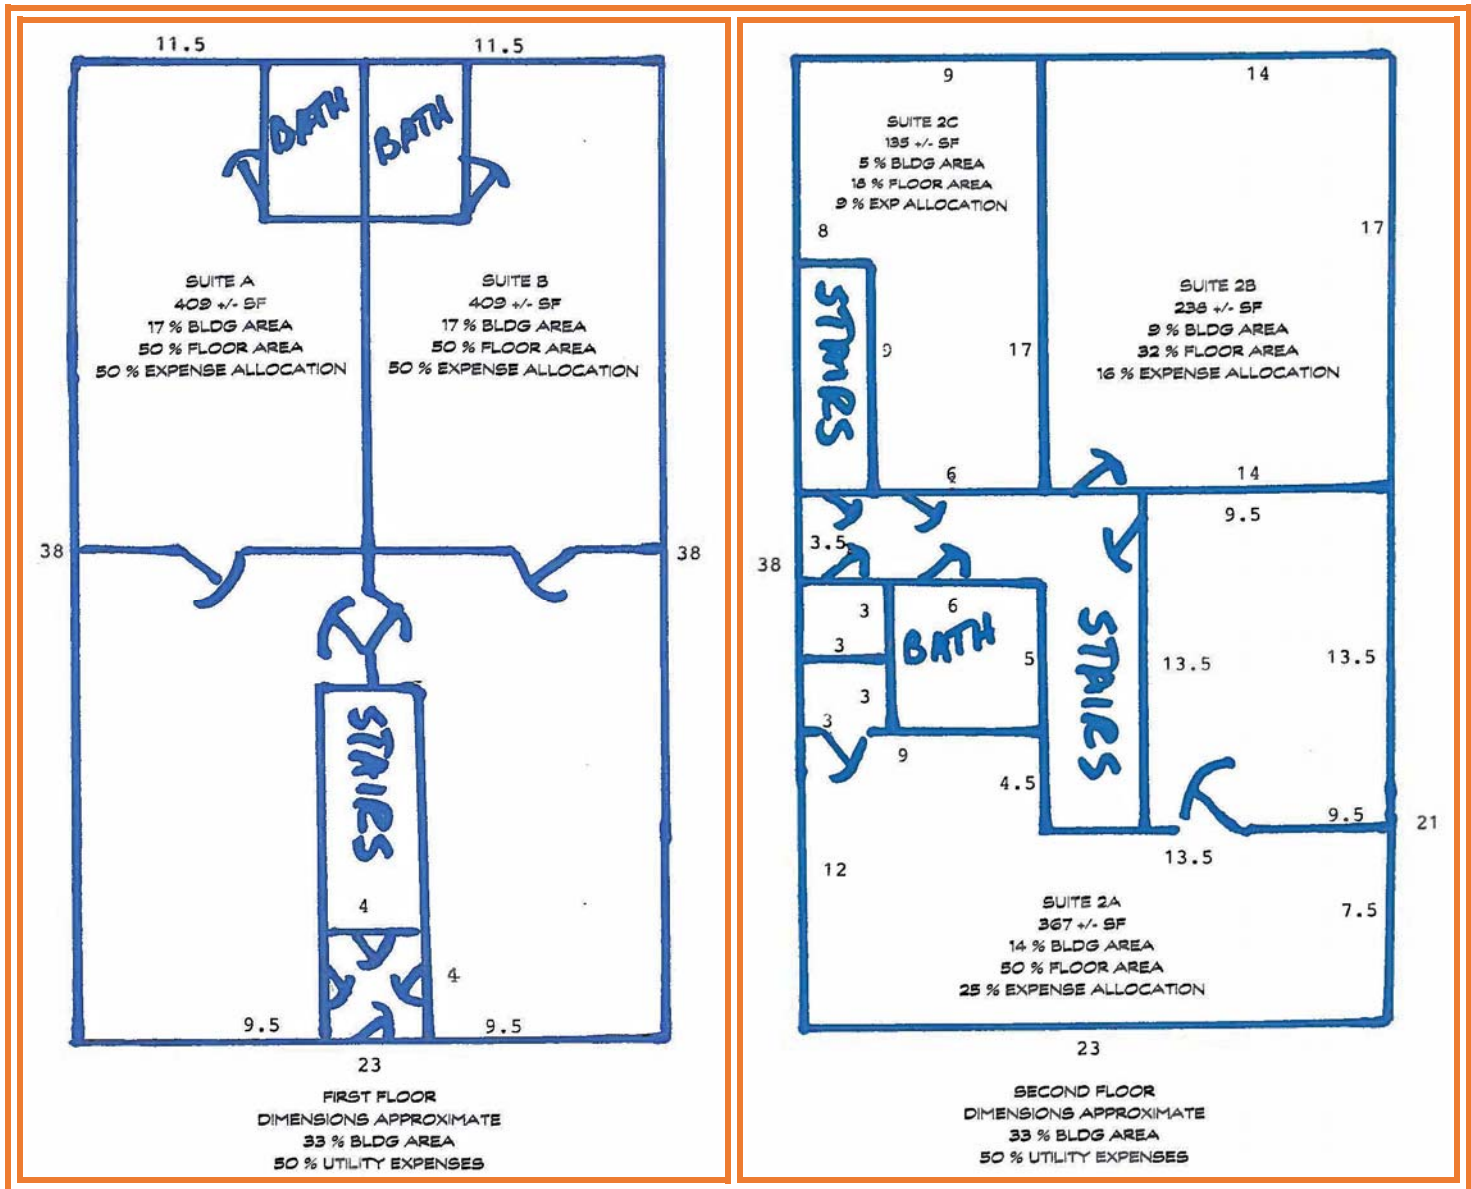 11.5
11.5
BATH
BATH
SUITE A
409 +/- SF
17 % BLDG AREA
50 % FLOOR AREA
50 % EXPENSE ALLOCATION
SUITE B
409 +/- SF
17 % BLDG AREA
50 % FLOOR AREA
50 % EXPENSE ALLOCATION
38
38
STAIRS
4
4
9.5
9.5
23
FIRST FLOOR
DIMENSIONS APPROXIMATE
33 % BLDG AREA
50 % UTILITY EXPENSES
9
14
SUITE 2C
135 +/- SF
5 % BLDG AREA
18 % FLOOR AREA
9 % EXP ALLOCATION
8
17
SUITE 2B
238 +/- SF
9 % BLDG AREA
32 % FLOOR AREA
16 % EXPENSE ALLOCATION
STAIRS
9
17
6
14
9.5
3.5
38
3
6
3
BATH
5
STAIRS
13.5
13.5
3
3
9
4.5
9.5
21
13.5
12
SUITE 2A
367 +/- SF
14 % BLDG AREA
50 % FLOOR AREA
25 % EXPENSE ALLOCATION
7.5
23
SECOND FLOOR
DIMENSIONS APPROXIMATE
33 % BLDG AREA
50 % UTILITY EXPENSES